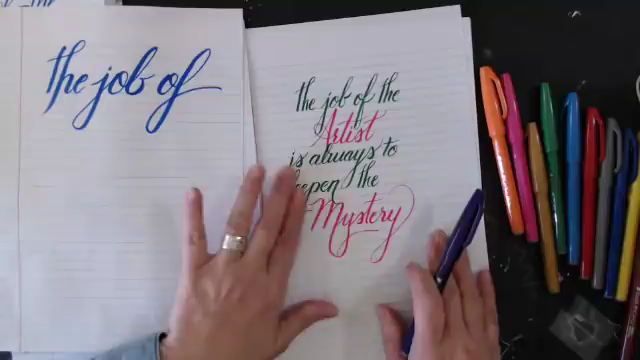 the job of
the job of the
Artist
is always to
deepen the
Mystery